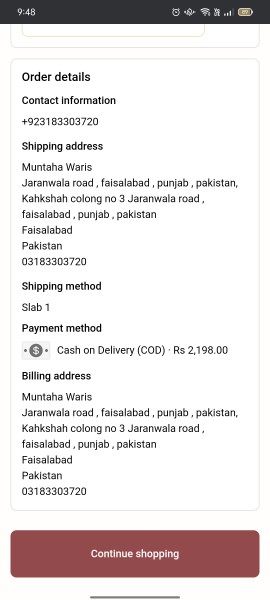 9:48
Order details
Contact information
+923183303720
Shipping address
Muntaha Waris
Jaranwala road , faisalabad , punjab , pakistan,
Kahkshah colong no 3 Jaranwala road ,
faisalabad , punjab , pakistan
Faisalabad
Pakistan
03183303720
Shipping method
Slab 1
Payment method
Cash on Delivery (COD) · Rs 2,198.00
Billing address
Muntaha Waris
Jaranwala road , faisalabad , punjab , pakistan,
Kahkshah colong no 3 Jaranwala road ,
faisalabad , punjab , pakistan
Faisalabad
Pakistan
03183303720
Continue shopping